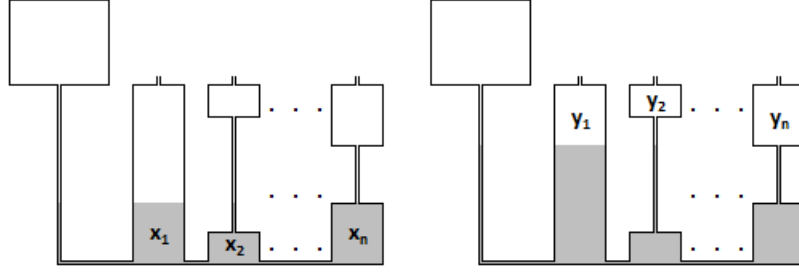 y₂
y₁
yₙ
x₁
x₂
xₙ